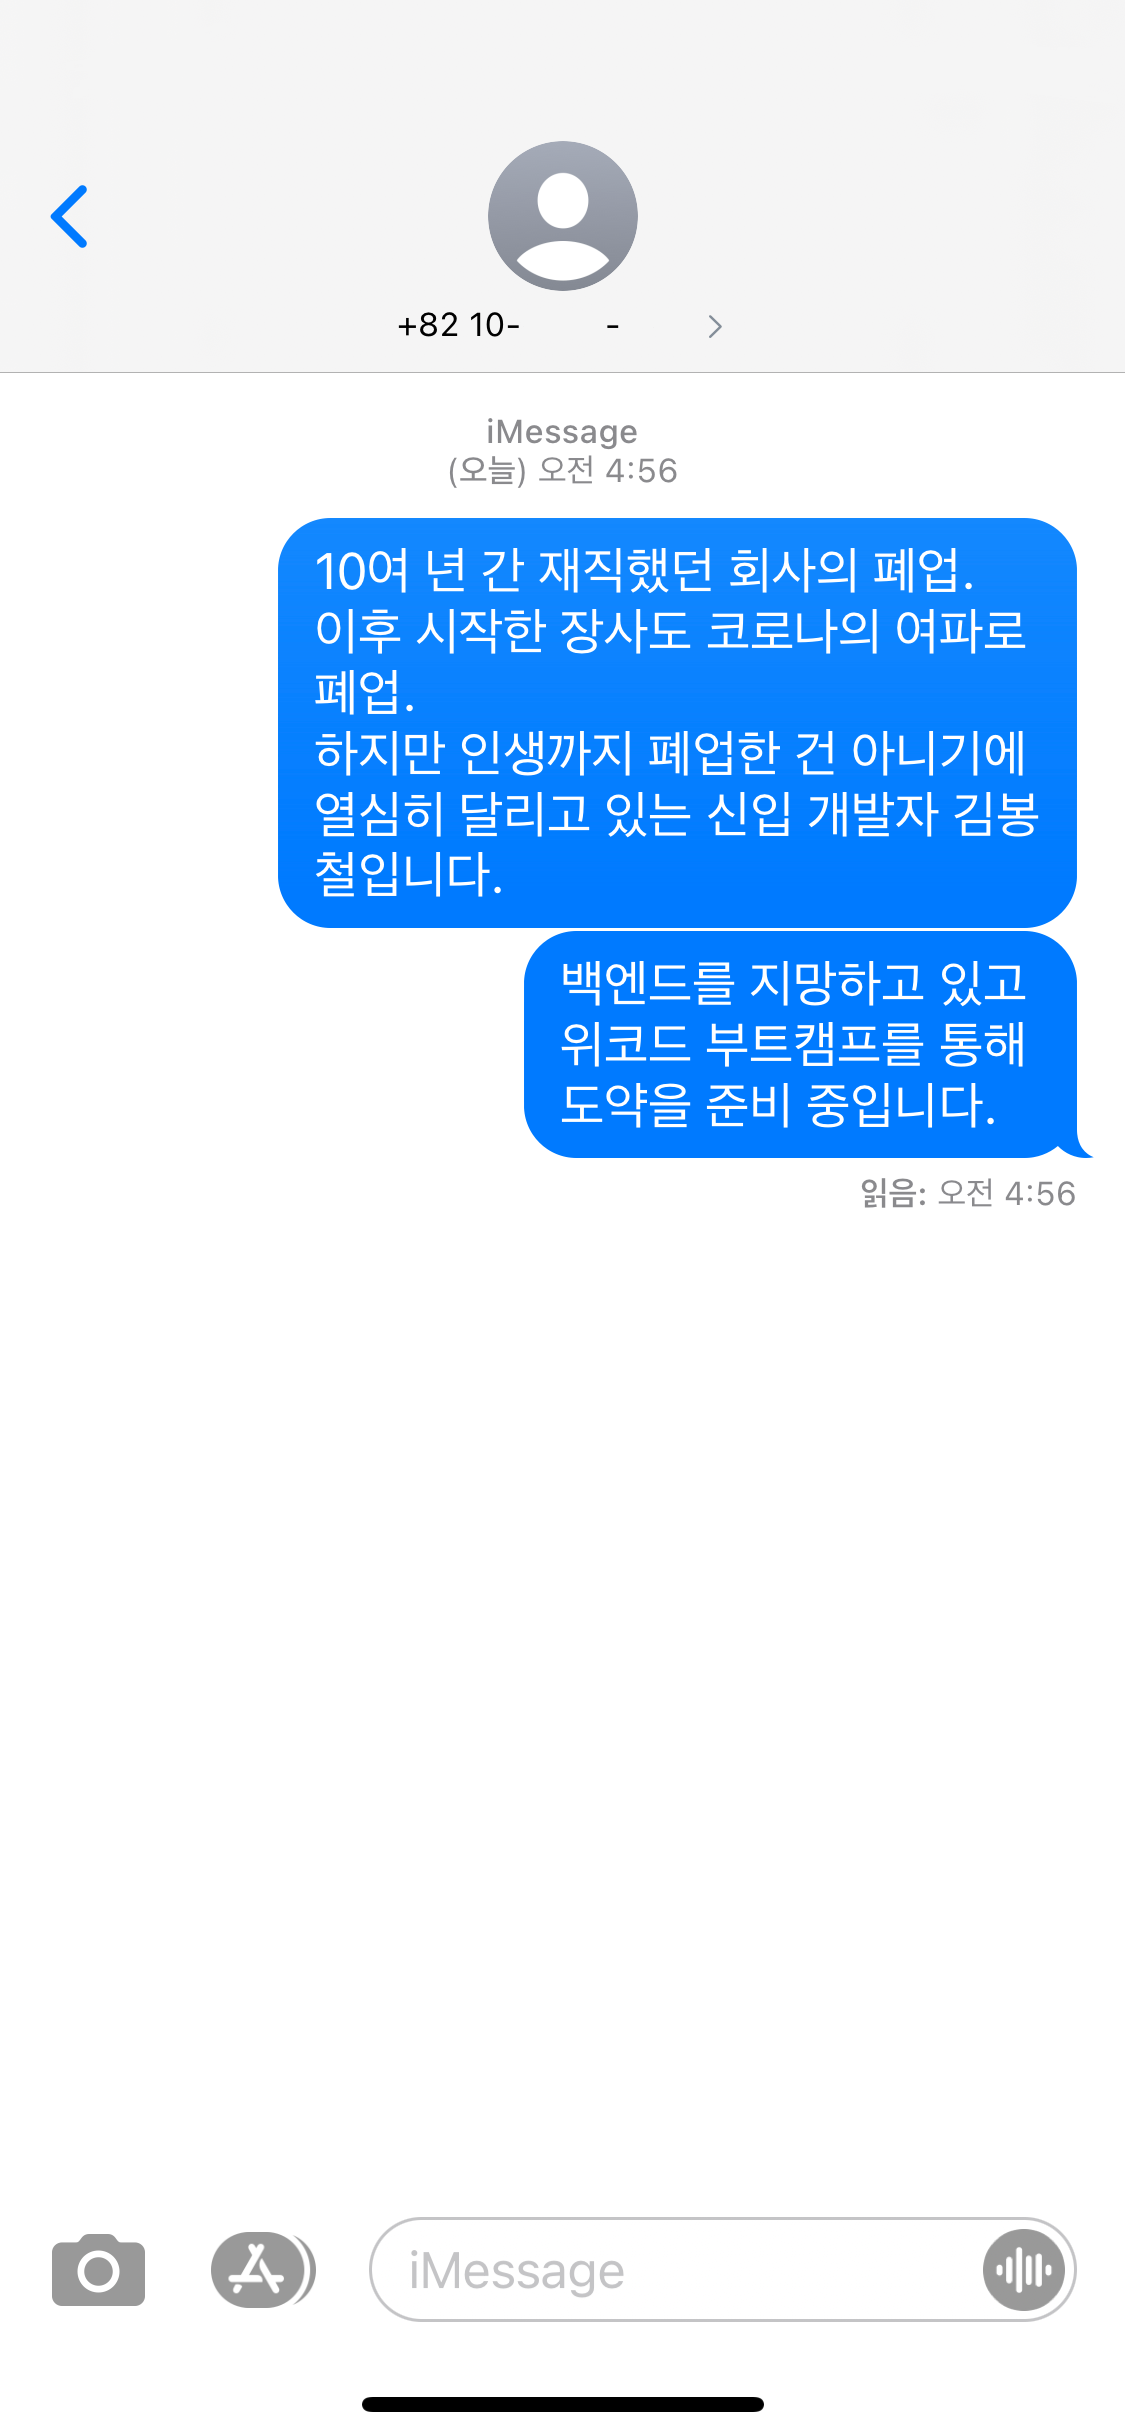 +82 10-        -
iMessage
(오늘) 오전 4:56
10여 년 간 재직했던 회사의 폐업.
이후 시작한 장사도 코로나의 여파로
폐업.
하지만 인생까지 폐업한 건 아니기에
열심히 달리고 있는 신입 개발자 김봉
철입니다.
백엔드를 지망하고 있고
위코드 부트캠프를 통해
도약을 준비 중입니다.
읽음: 오전 4:56
iMessage